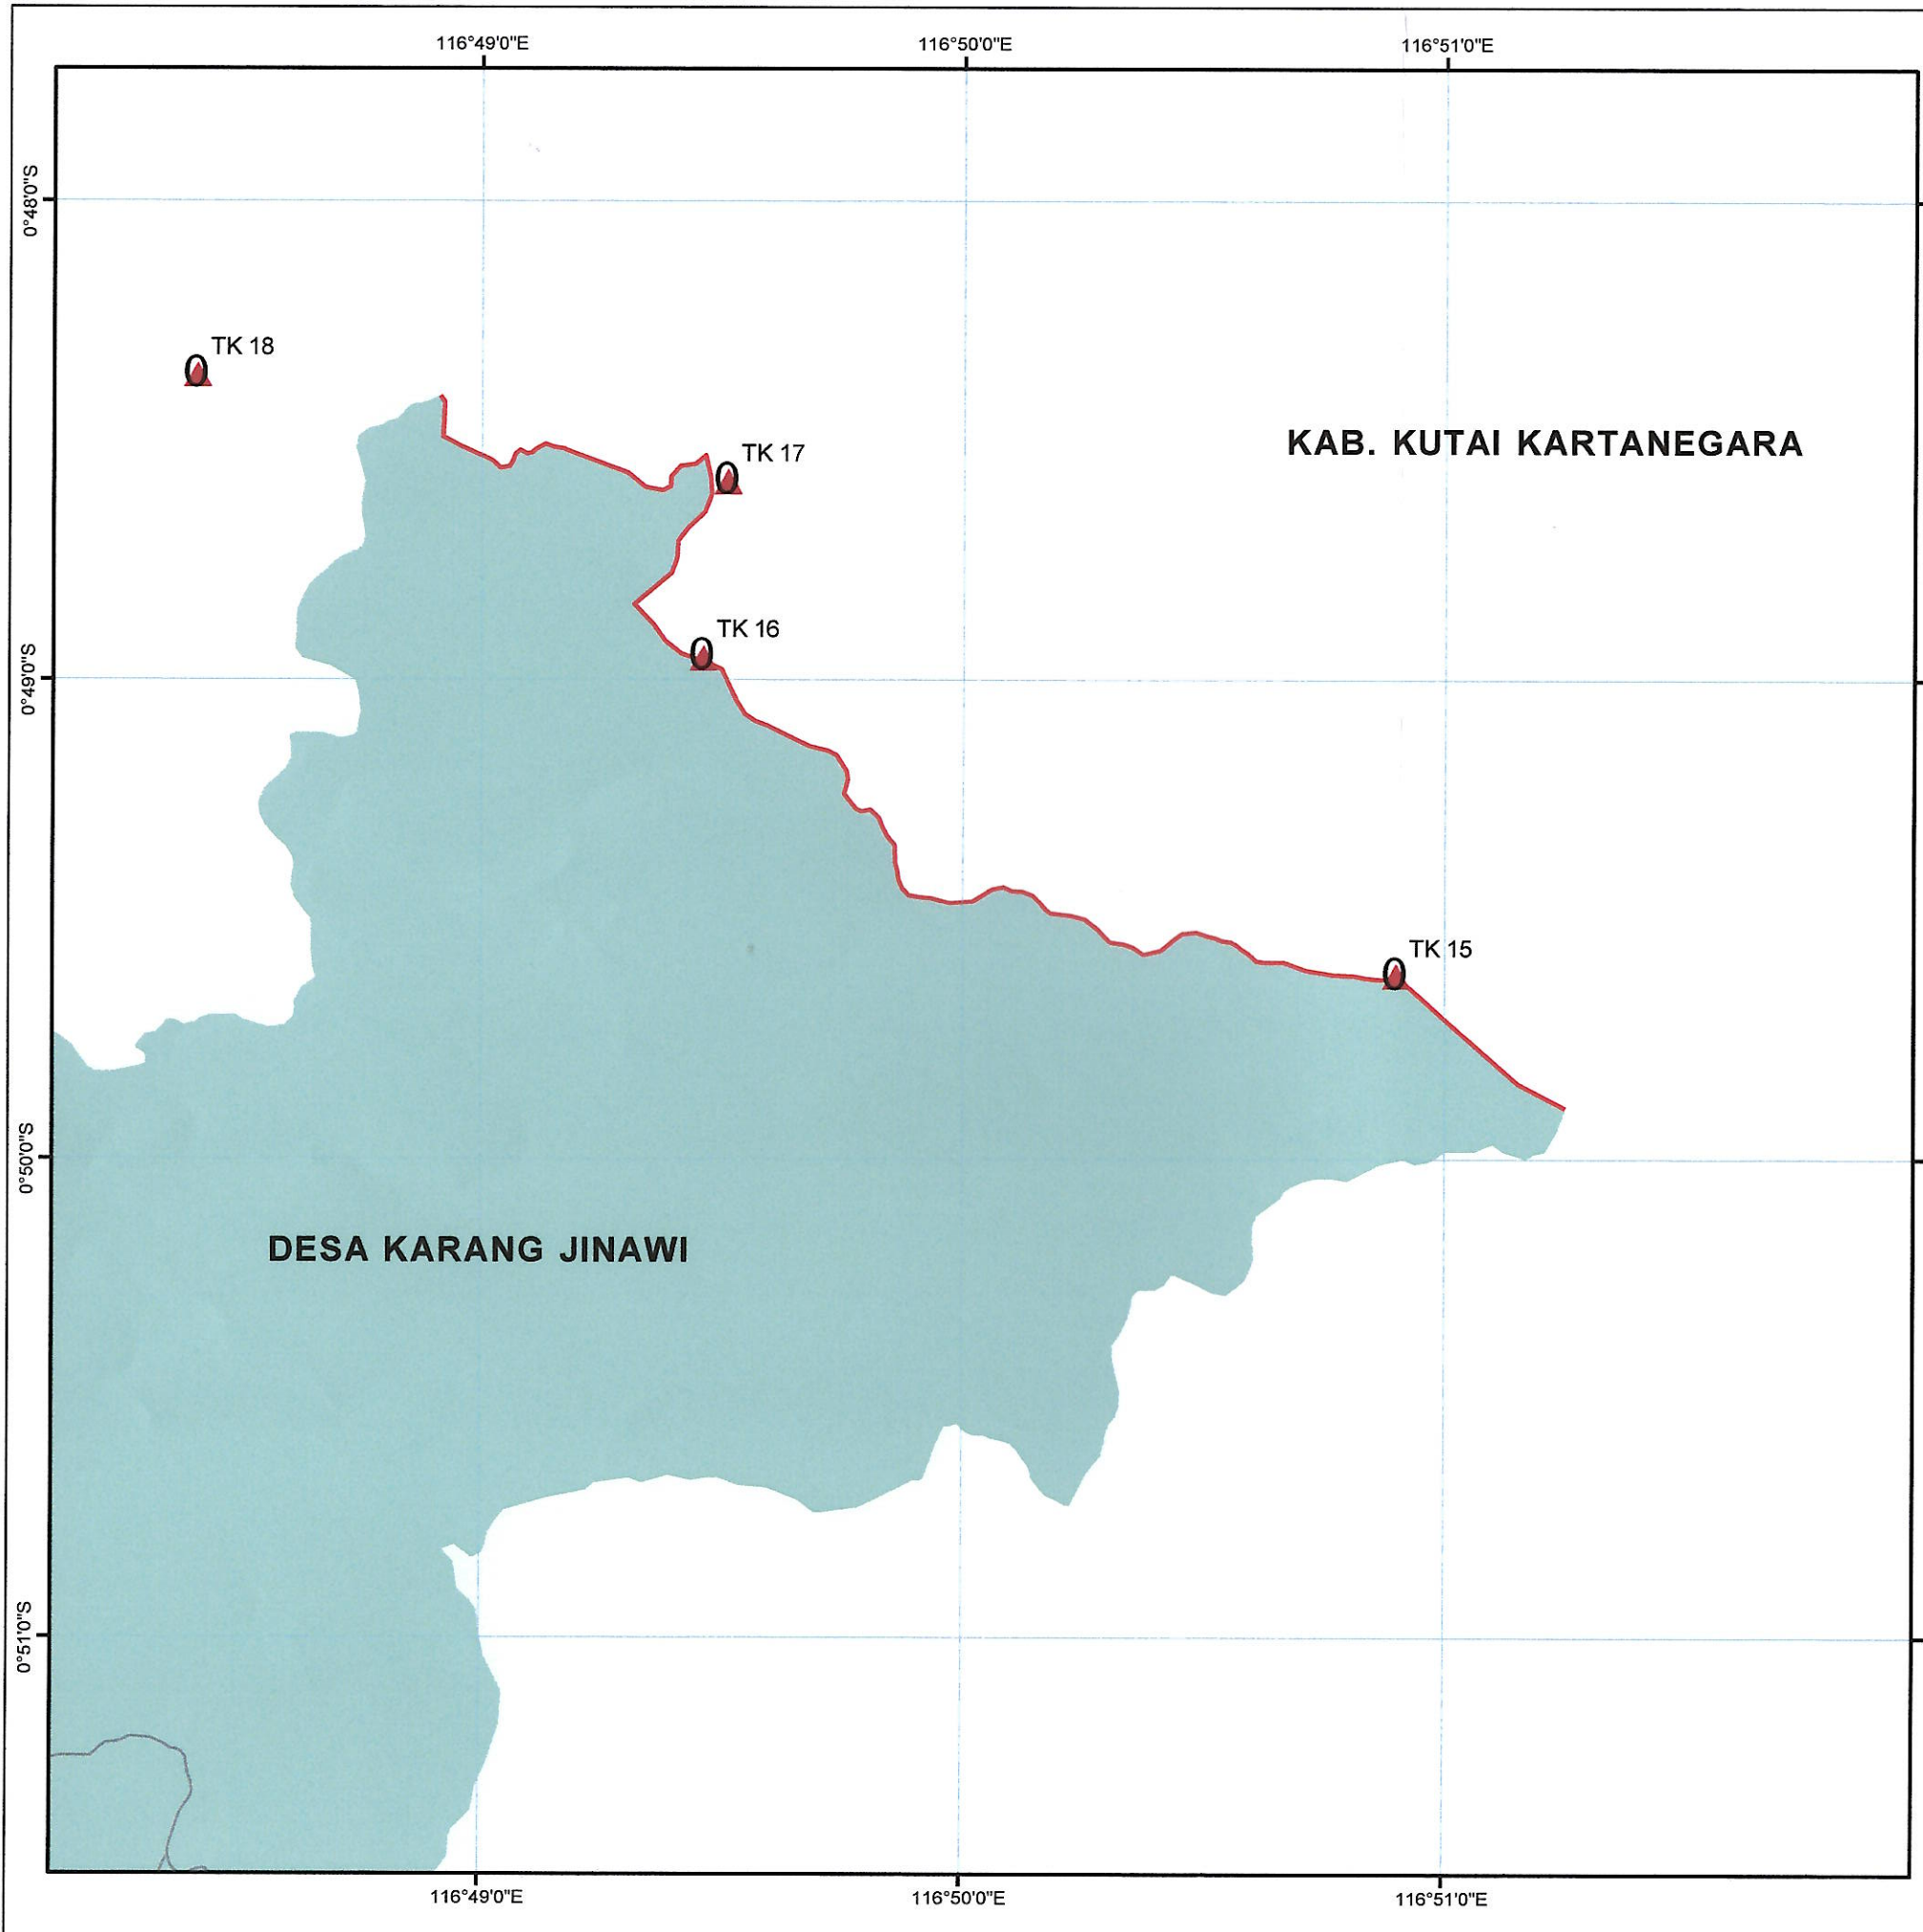 116°49'0"E
116°50'0"E
116°51'0"E
0°48'0"S
TK 18
KAB. KUTAI KARTANEGARA
TK 17
TK 16
0°49'0"S
TK 15
0°50'0"S
DESA KARANG JINAWI
0°51'0"S
116°49'0"E
116°50'0"E
116°51'0"E